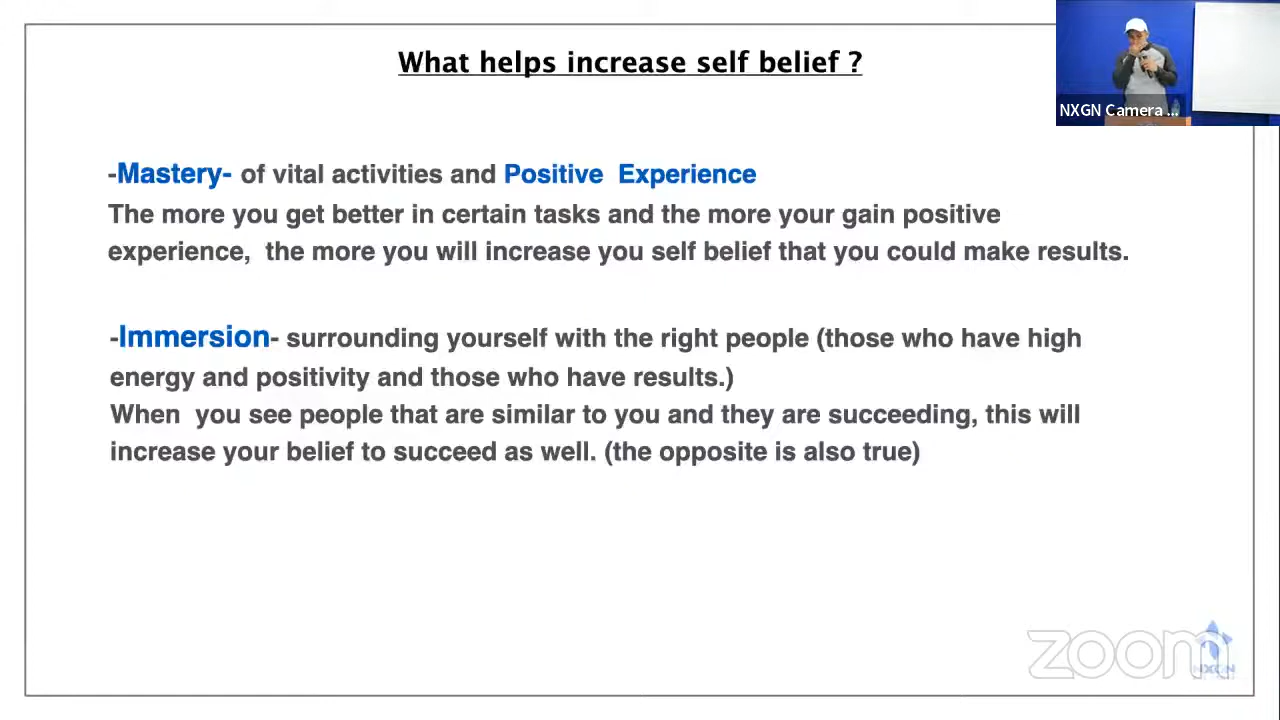 What helps increase self belief ?
NXGN Camera ...
-Mastery- of vital activities and Positive Experience
The more you get better in certain tasks and the more your gain positive
experience, the more you will increase you self belief that you could make results.
-Immersion- surrounding yourself with the right people (those who have high
energy and positivity and those who have results.)
When you see people that are similar to you and they are succeeding, this will
increase your belief to succeed as well. (the opposite is also true)
zoom
NXGN